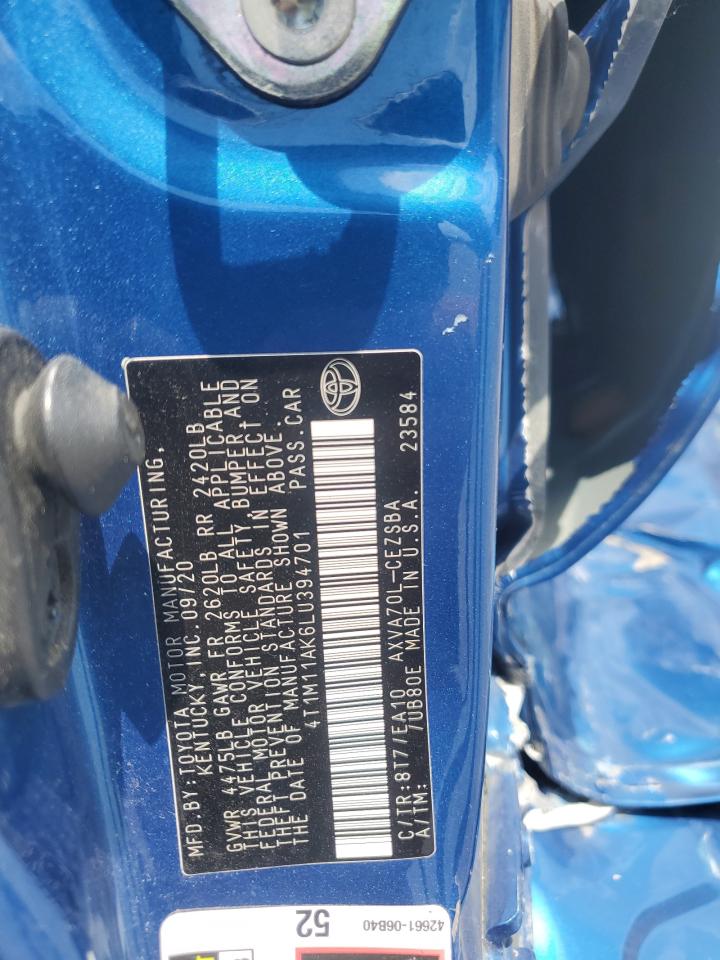 MFD.BY:TOYOTA MOTOR MANUFACTURING,
KENTUCKY, INC. 09/20
GVWR 4475LB GAWR FR 2620LB RR 2420LB
THIS VEHICLE CONFORMS TO ALL APPLICABLE
FEDERAL MOTOR VEHICLE SAFETY, BUMPER AND
THEFT PREVENTION STANDARDS IN EFFECT ON
THE DATE OF MANUFACTURE SHOWN ABOVE.
4T1M11AK6LU394701 PASS. CAR
C/TR:8T7/EA10 AXVA70L-CEZSBA
A/TM: /UB80E MADE IN U.S.A. 23584
52
42661-06B40